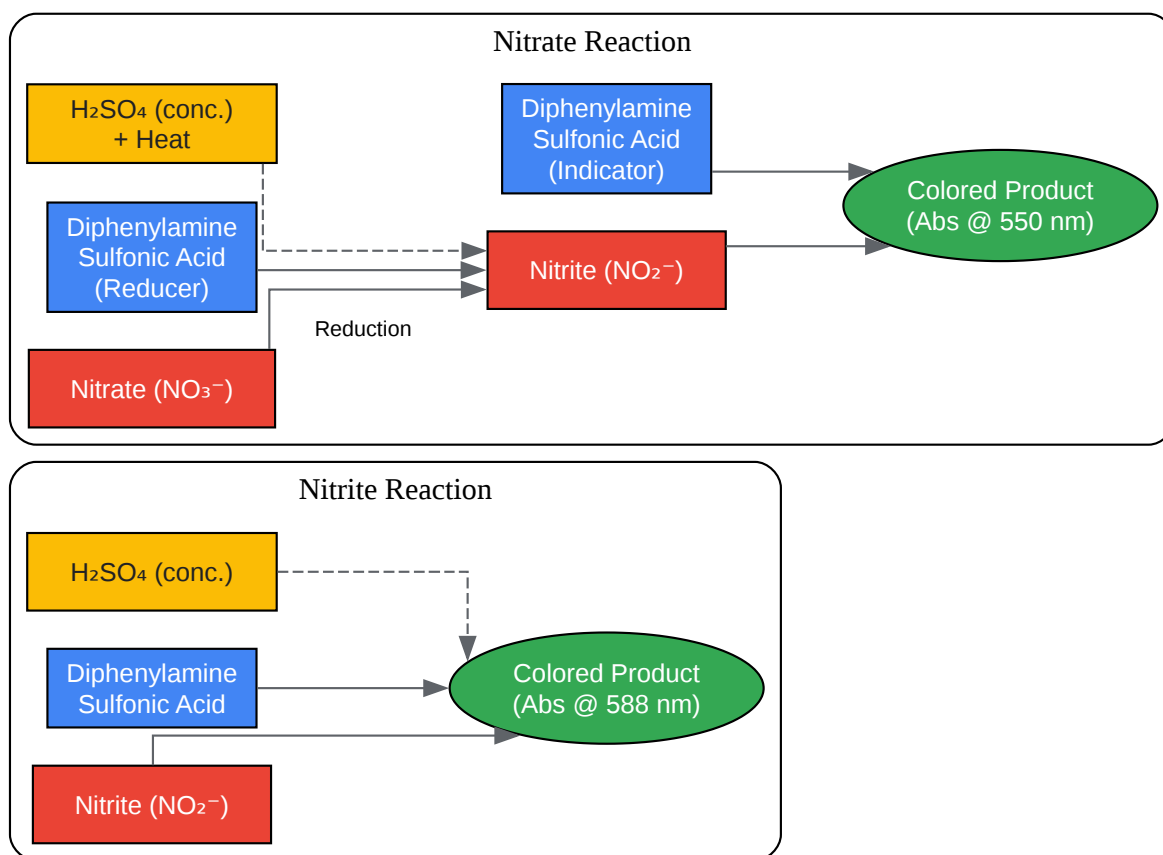 Nitrate Reaction
H₂SO₄ (conc.)
+ Heat
Diphenylamine
Sulfonic Acid
(Indicator)
Colored Product
(Abs @ 550 nm)
Diphenylamine
Sulfonic Acid
(Reducer)
Nitrite (NO₂⁻)
Reduction
Nitrate (NO₃⁻)
Nitrite Reaction
H₂SO₄ (conc.)
Diphenylamine
Sulfonic Acid
Colored Product
(Abs @ 588 nm)
Nitrite (NO₂⁻)